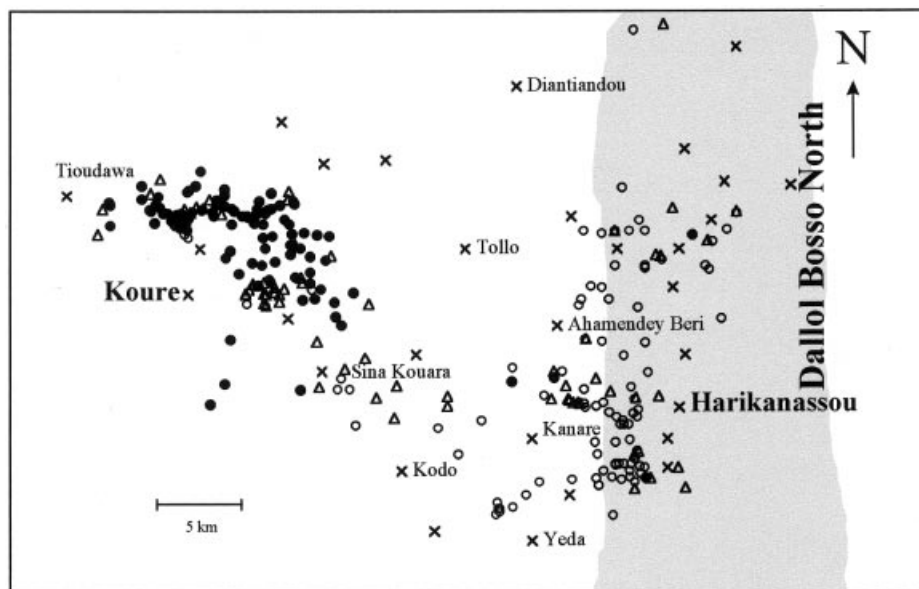 N
Diantiandou
Tioudawa
Dallol Bosso North
Tollo
Koure
Ahamendey Beri
Sina Kouara
Harikanassou
Kanare
Kodo
5 km
Yeda